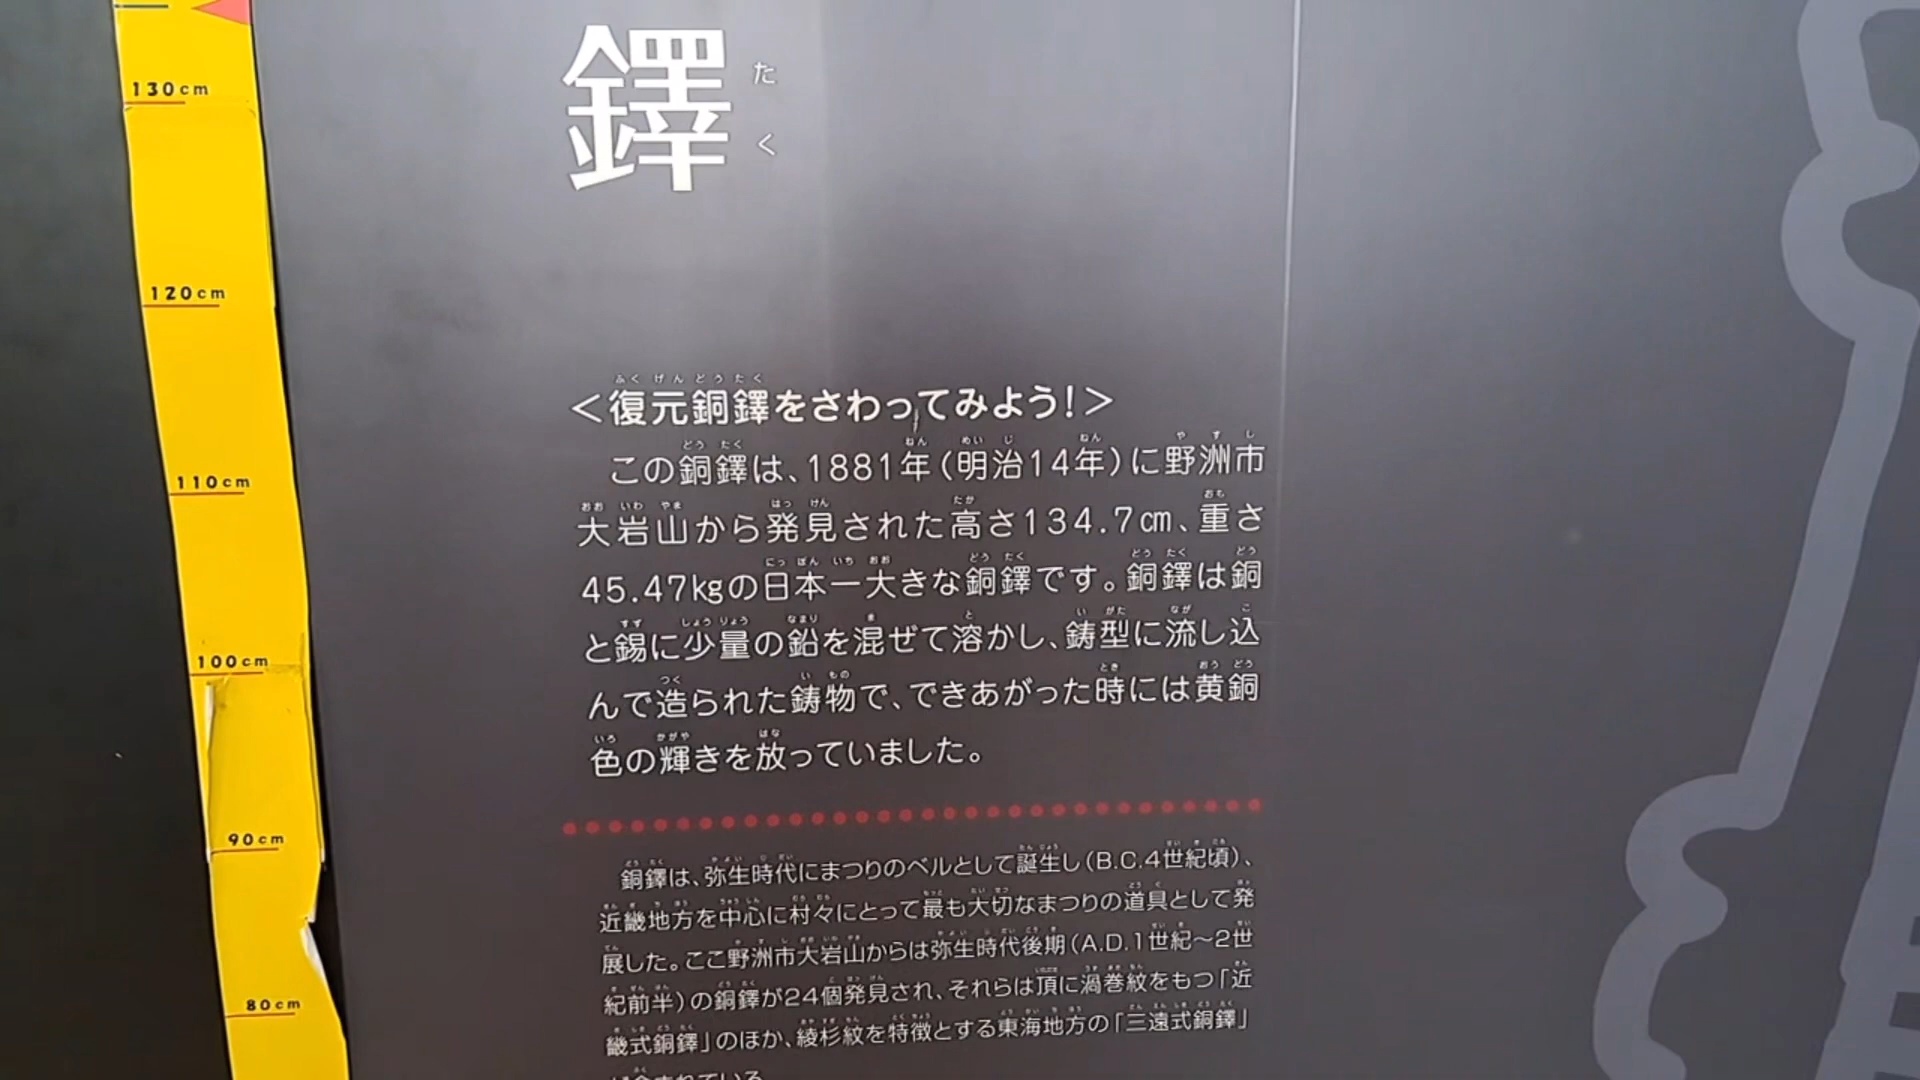 130cm
120cm
110cm
100cm
90cm
80cm
鐸
たく
＜復元銅鐸をさわってみよう！＞
この銅鐸は、1881年（明治14年）に野洲市
大岩山から発見された高さ134.7㎝、重さ
45.47kgの日本一大きな銅鐸です。銅鐸は銅
と錫に少量の鉛を混ぜて溶かし、鋳型に流し込
んで造られた鋳物で、できあがった時には黄銅
色の輝きを放っていました。
銅鐸は、弥生時代にまつりのベルとして誕生し（B.C.4世紀頃）、
近畿地方を中心に村々にとって最も大切なまつりの道具として発
展した。ここ野洲市大岩山からは弥生時代後期（A.D.1世紀～2世
紀前半）の銅鐸が24個発見され、それらは頂に渦巻紋をもつ「近
畿式銅鐸」のほか、綾杉紋を特徴とする東海地方の「三遠式銅鐸」